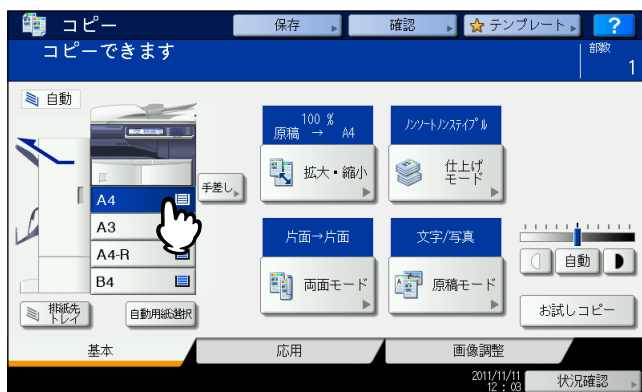 コピー
保存
確認
テンプレート
?
コピーできます
部数
1
自動
100 %
原稿 → A4
ノンソートノンステイプル
拡大・縮小
仕上げ
モード
手差し
A4
A3
A4-R
B4
片面→片面
文字/写真
両面モード
原稿モード
自動
排紙先
トレイ
自動用紙選択
お試しコピー
基本
応用
画像調整
2011/11/11
12 : 03
状況確認